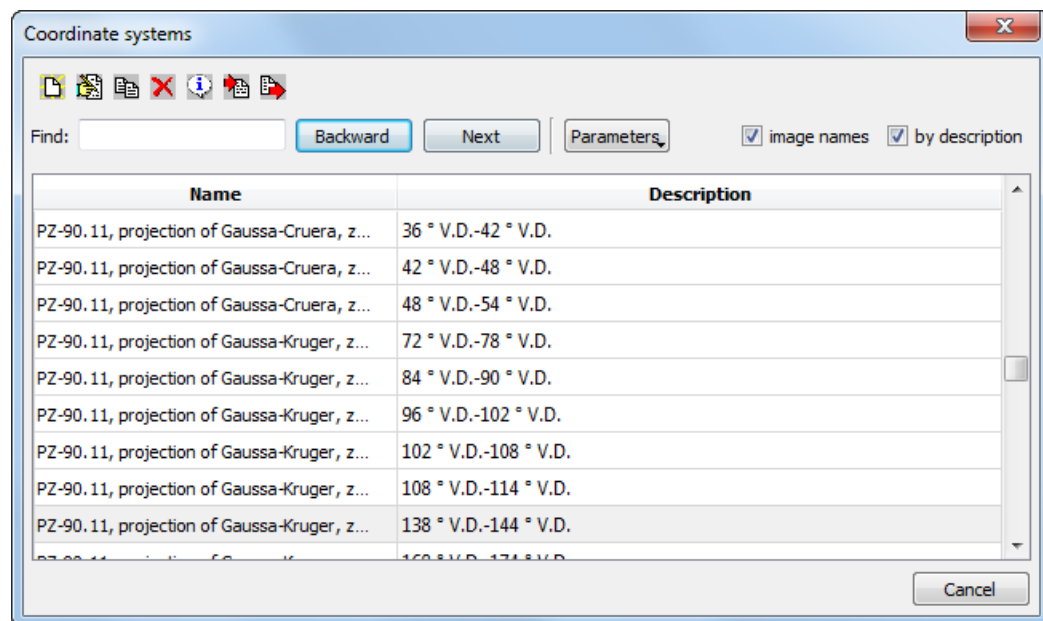 Coordinate systems
Find: Backward Next Parameters image names by description
Name Description
PZ-90.11, projection of Gaussa-Cruera, z... 36 ° V.D.-42 ° V.D.
PZ-90.11, projection of Gaussa-Cruera, z... 42 ° V.D.-48 ° V.D.
PZ-90.11, projection of Gaussa-Cruera, z... 48 ° V.D.-54 ° V.D.
PZ-90.11, projection of Gaussa-Kruger, z... 72 ° V.D.-78 ° V.D.
PZ-90.11, projection of Gaussa-Kruger, z... 84 ° V.D.-90 ° V.D.
PZ-90.11, projection of Gaussa-Kruger, z... 96 ° V.D.-102 ° V.D.
PZ-90.11, projection of Gaussa-Kruger, z... 102 ° V.D.-108 ° V.D.
PZ-90.11, projection of Gaussa-Kruger, z... 108 ° V.D.-114 ° V.D.
PZ-90.11, projection of Gaussa-Kruger, z... 138 ° V.D.-144 ° V.D.
Cancel